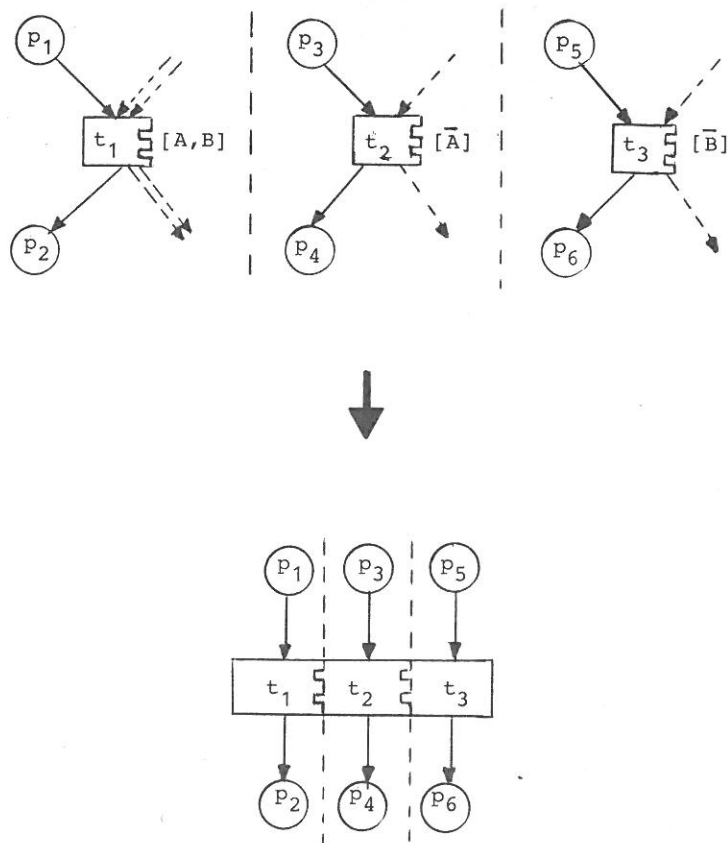 p1 p3 p5
t1 [A,B] t2 [A̅] t3 [B̅]
p2 p4 p6
p1 p3 p5
t1 t2 t3
p2 p4 p6